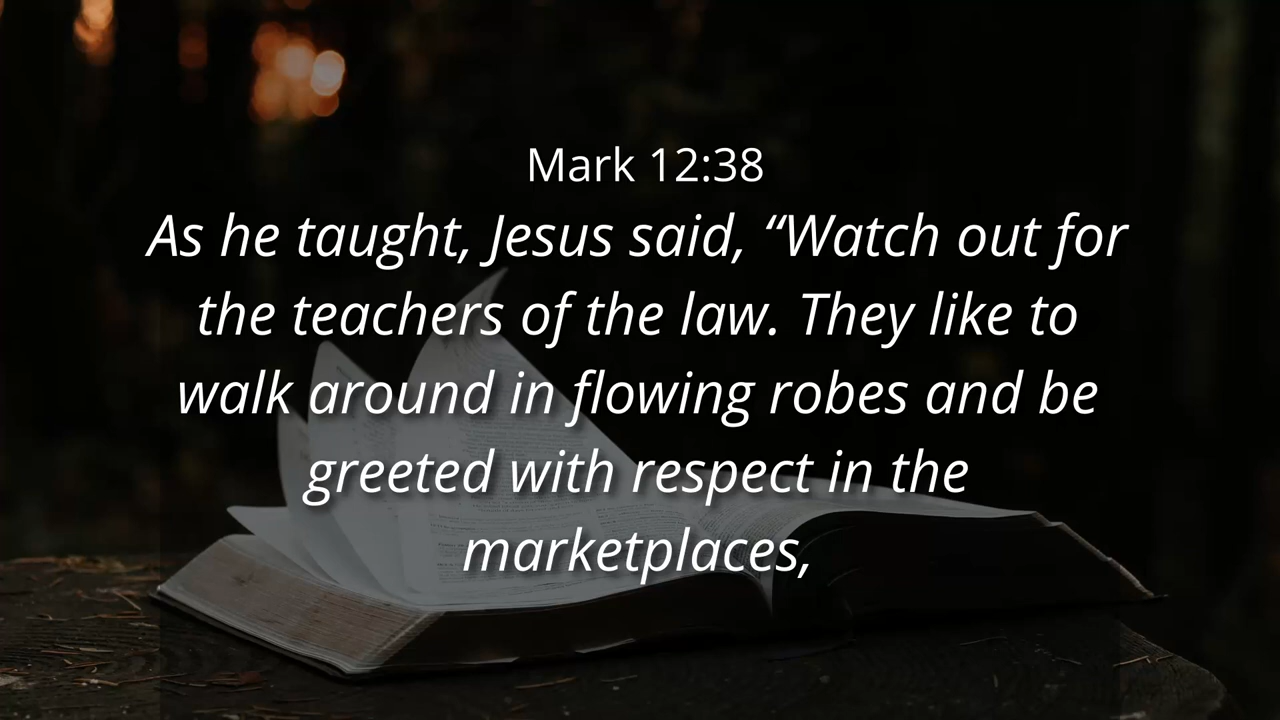 Mark 12:38
As he taught, Jesus said, “Watch out for
the teachers of the law. They like to
walk around in flowing robes and be
greeted with respect in the
marketplaces,